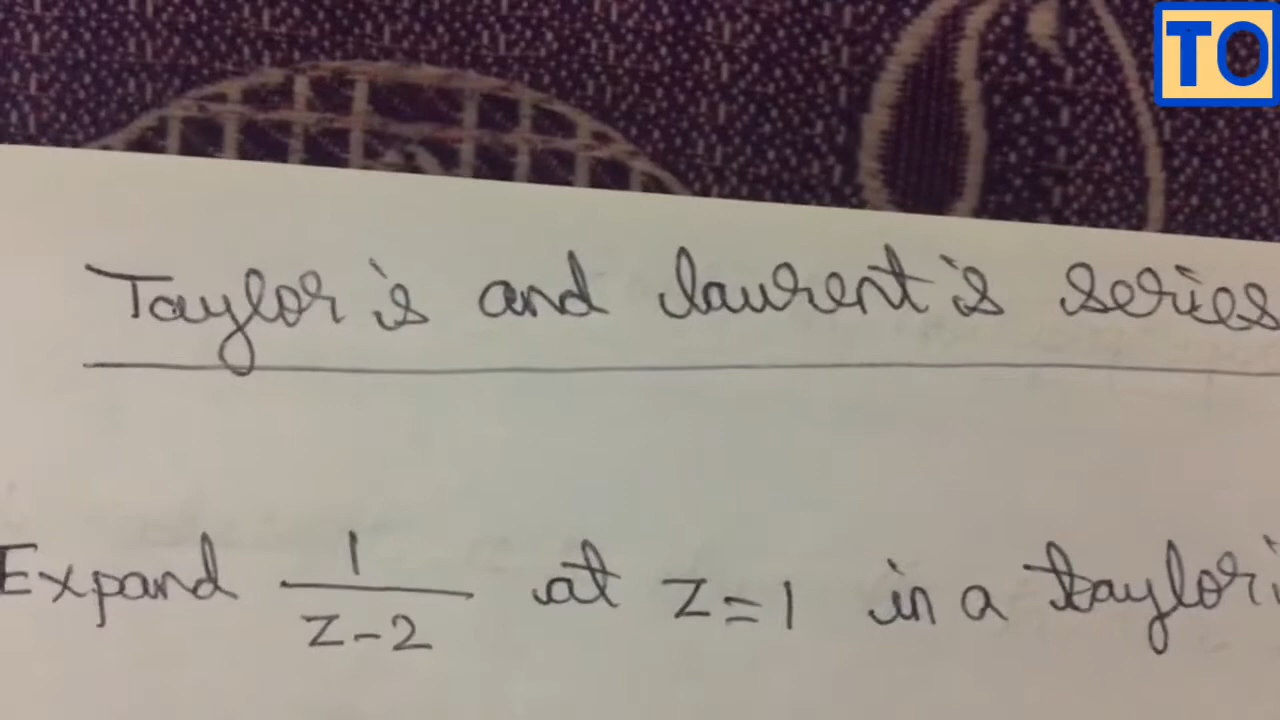 TO
Taylor's and laurent's series
Expand 1/z-2 at z=1 in a taylor'